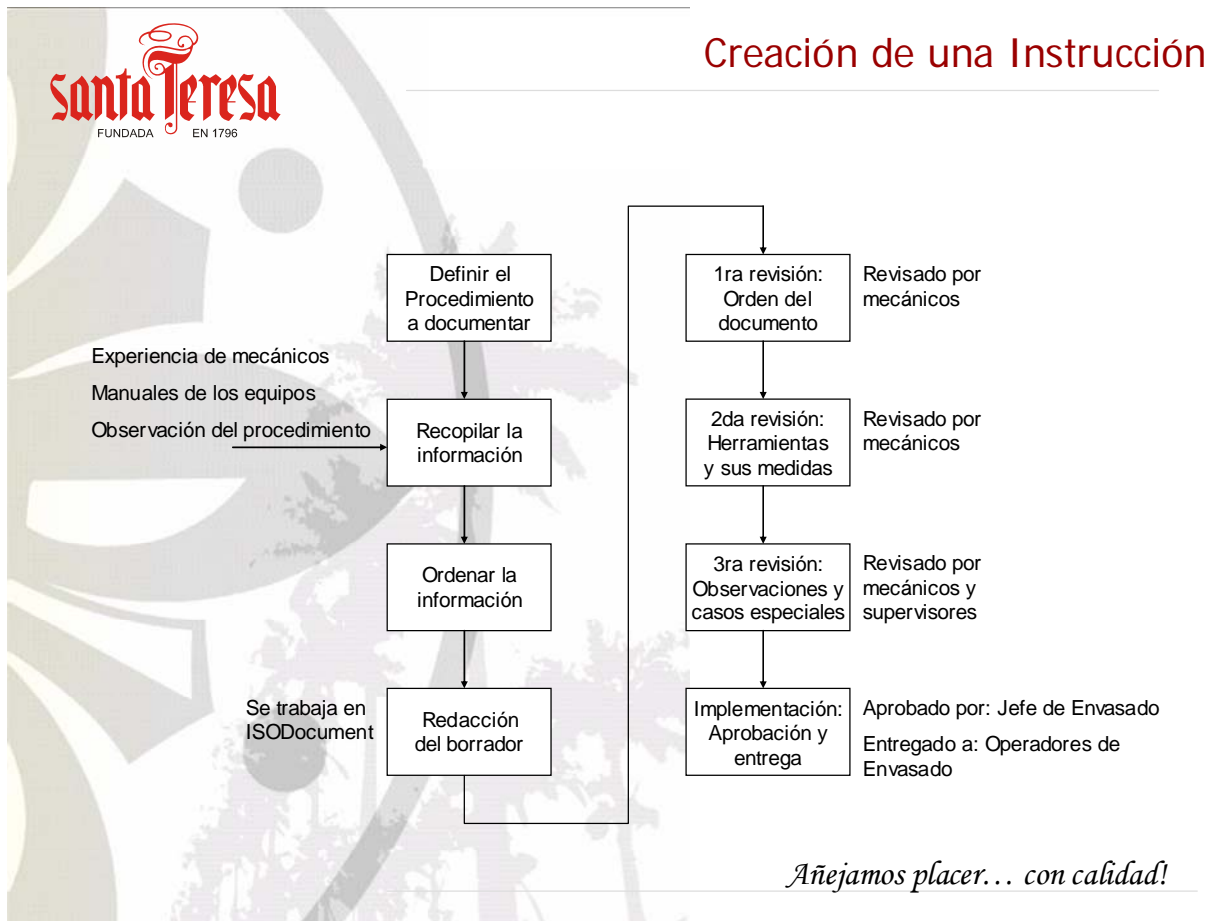 Santa Teresa
FUNDADA EN 1796
Creación de una Instrucción
Definir el
Procedimiento
a documentar
Experiencia de mecánicos
Manuales de los equipos
Observación del procedimiento
Recopilar la
información
Ordenar la
información
Se trabaja en
ISODocument
Redacción
del borrador
1ra revisión:
Orden del
documento
Revisado por
mecánicos
2da revisión:
Herramientas
y sus medidas
Revisado por
mecánicos
3ra revisión:
Observaciones y
casos especiales
Revisado por
mecánicos y
supervisores
Implementación:
Aprobación y
entrega
Aprobado por: Jefe de Envasado
Entregado a: Operadores de
Envasado
Añejamos placer… con calidad!